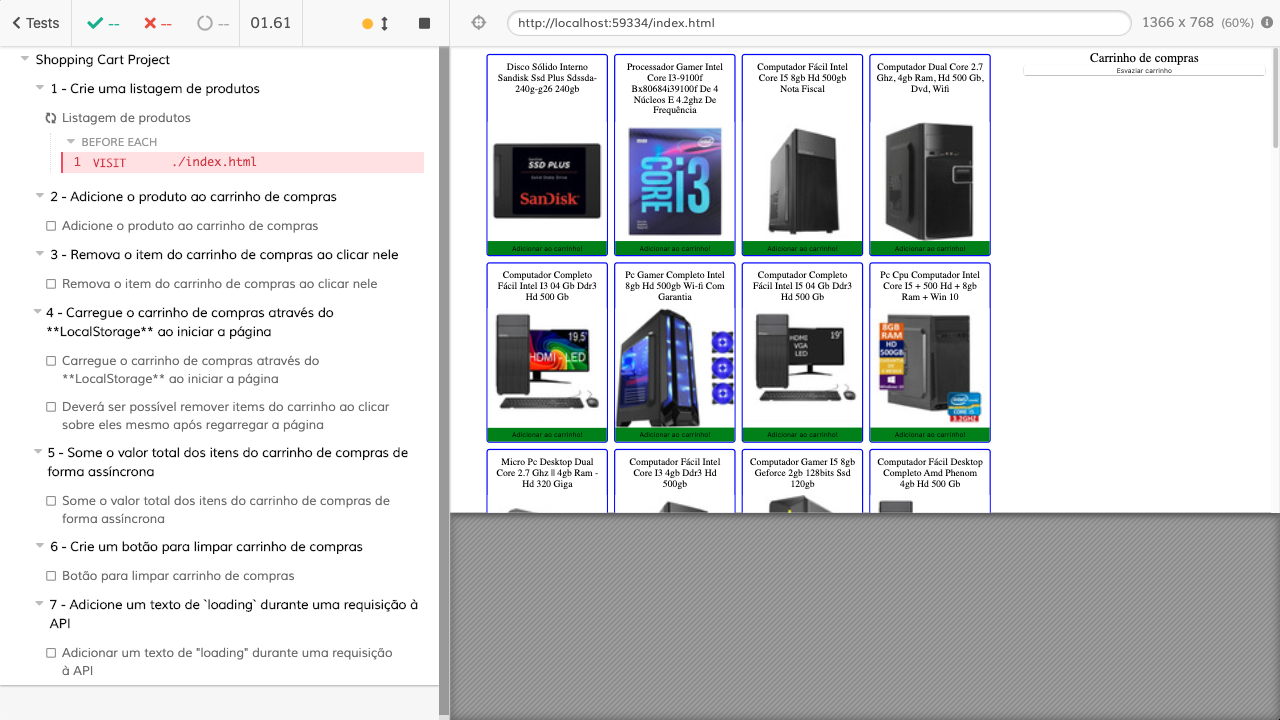 Tests
--
--
--
01.61
http://localhost:59334/index.html
1366 x 768 (60%)
Shopping Cart Project
1 - Crie uma listagem de produtos
Listagem de produtos
BEFORE EACH
1 VISIT ./index.html
2 - Adicione o produto ao carrinho de compras
Adicione o produto ao carrinho de compras
3 - Remova o item do carrinho de compras ao clicar nele
Remova o item do carrinho de compras ao clicar nele
4 - Carregue o carrinho de compras através do
**LocalStorage** ao iniciar a página
Carregue o carrinho de compras através do
**LocalStorage** ao iniciar a página
Deverá ser possível remover items do carrinho ao clicar
sobre eles mesmo após regarregar a página
5 - Some o valor total dos itens do carrinho de compras de
forma assíncrona
Some o valor total dos itens do carrinho de compras de
forma assíncrona
6 - Crie um botão para limpar carrinho de compras
Botão para limpar carrinho de compras
7 - Adicione um texto de `loading` durante uma requisição à
API
Adicionar um texto de "loading" durante uma requisição
à API
Disco Sólido Interno
Sandisk Ssd Plus Sdssda-
240g-g26 240gb
SSD PLUS
SanDisk
Adicionar ao carrinho!
Processador Gamer Intel
Core I3-9100f
Bx80684i39100f De 4
Núcleos E 4.2ghz De
Frequência
intel
CORE i3
Adicionar ao carrinho!
Computador Fácil Intel
Core I5 8gb Hd 500gb
Nota Fiscal
Adicionar ao carrinho!
Computador Dual Core 2.7
Ghz, 4gb Ram, Hd 500 Gb,
Dvd, Wifi
Adicionar ao carrinho!
Computador Completo
Fácil Intel I3 04 Gb Ddr3
Hd 500 Gb
19,5"
HDMI - LED
Adicionar ao carrinho!
Pc Gamer Completo Intel
8gb Hd 500gb Wi-fi Com
Garantia
Adicionar ao carrinho!
Computador Completo
Fácil Intel I5 04 Gb Ddr3
Hd 500 Gb
19"
HDMI
VGA
LED
Adicionar ao carrinho!
Pc Cpu Computador Intel
Core I5 + 500 Hd + 8gb
Ram + Win 10
8GB
RAM
HD
500GB
intel
CORE i5
3.2GHZ
Adicionar ao carrinho!
Micro Pc Desktop Dual
Core 2.7 Ghz || 4gb Ram -
Hd 320 Giga
Computador Fácil Intel
Core I3 4gb Ddr3 Hd
500gb
Computador Gamer I5 8gb
Geforce 2gb 128bits Ssd
120gb
Computador Fácil Desktop
Completo Amd Phenom
4gb Hd 500 Gb
Carrinho de compras
Esvaziar carrinho